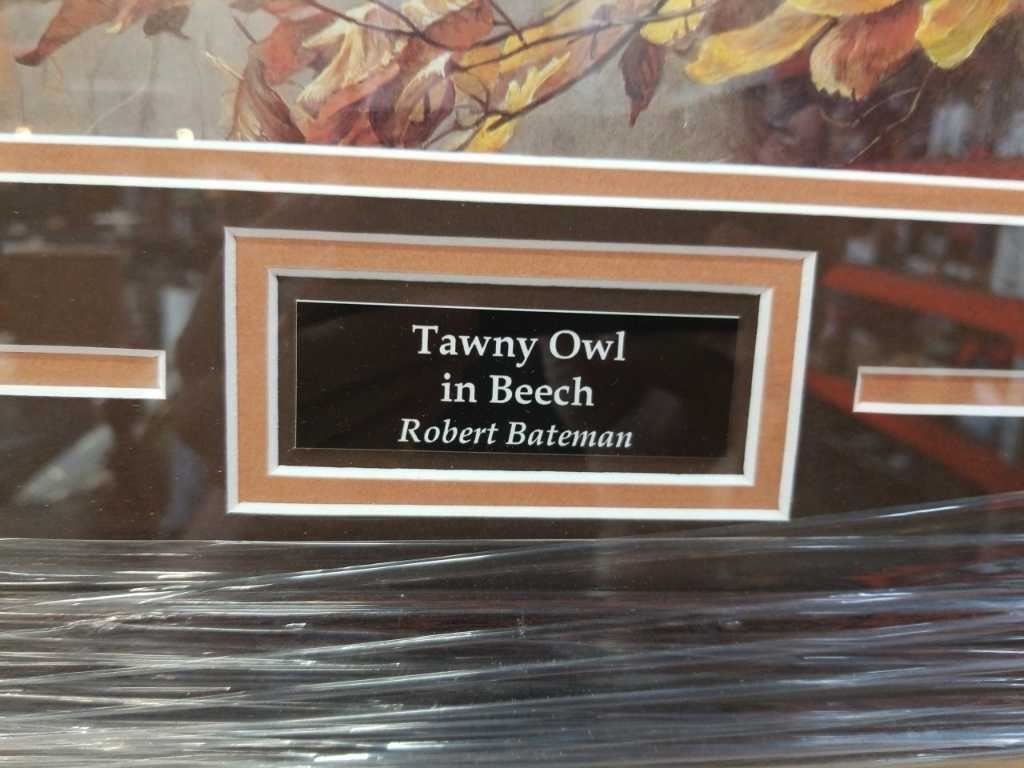 Tawny Owl
in Beech
Robert Bateman